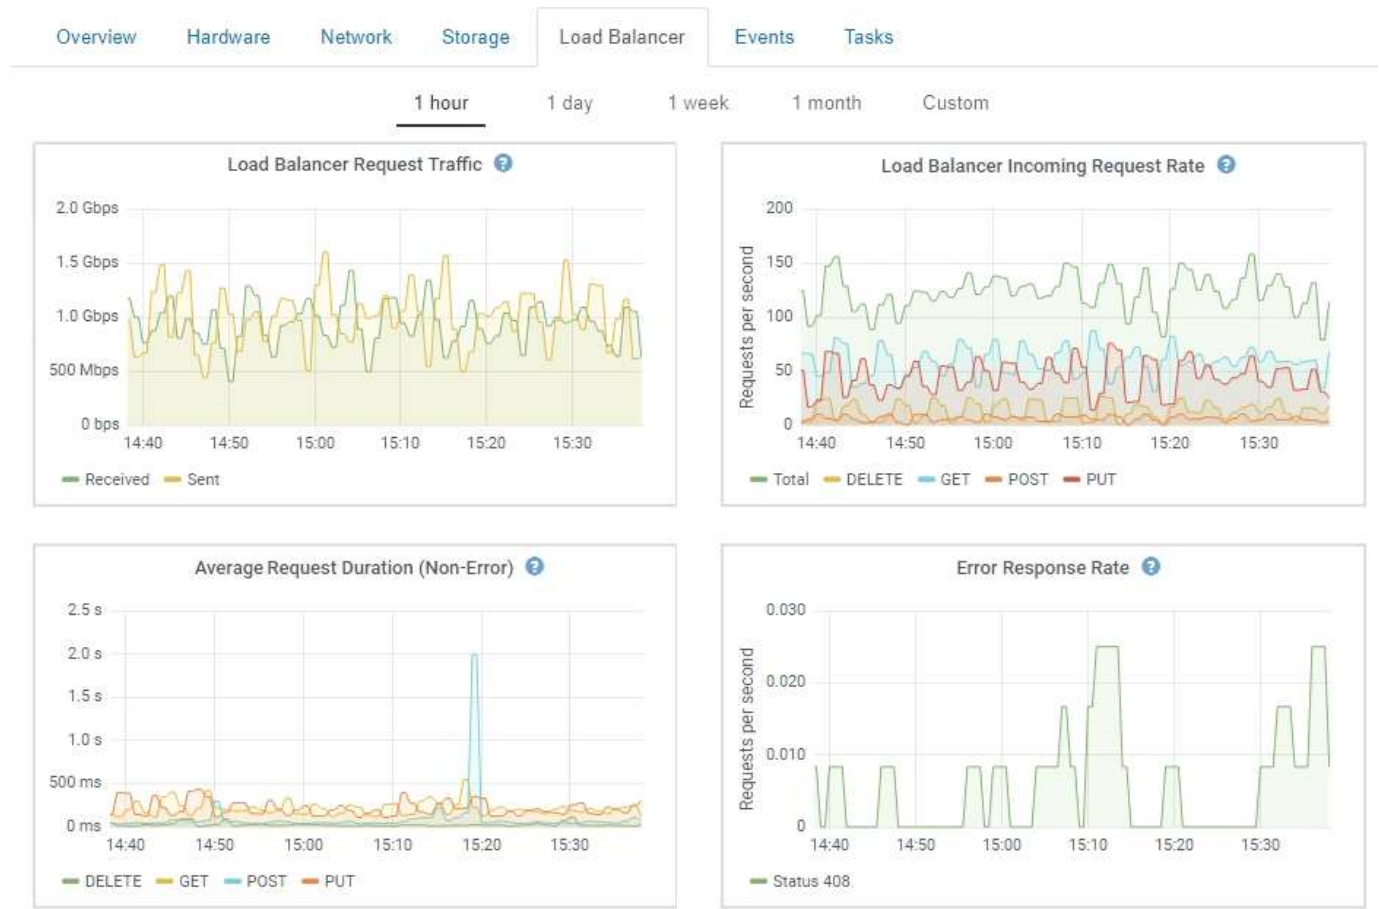 Overview Hardware Network Storage Load Balancer Events Tasks
1 hour 1 day 1 week 1 month Custom
Load Balancer Request Traffic ?
2.0 Gbps
1.5 Gbps
1.0 Gbps
500 Mbps
0 bps
14:40 14:50 15:00 15:10 15:20 15:30
Received Sent
Load Balancer Incoming Request Rate ?
Requests per second
200
150
100
50
0
14:40 14:50 15:00 15:10 15:20 15:30
Total DELETE GET POST PUT
Average Request Duration (Non-Error) ?
2.5 s
2.0 s
1.5 s
1.0 s
500 ms
0 ms
14:40 14:50 15:00 15:10 15:20 15:30
DELETE GET POST PUT
Error Response Rate ?
Requests per second
0.030
0.020
0.010
0
14:40 14:50 15:00 15:10 15:20 15:30
Status 408